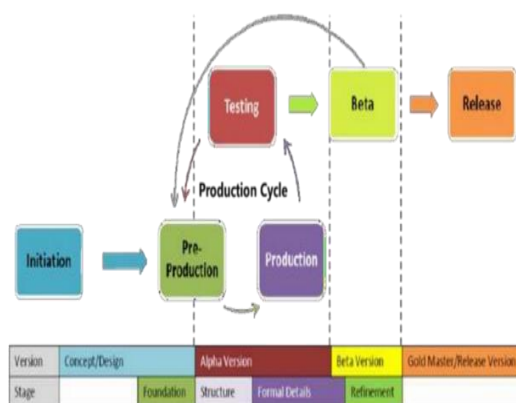 Testing
Beta
Release
Production Cycle
Initiation
Pre-
Production
Production
Version Concept/Design Alpha Version Beta Version Gold Master/Release Version
Stage Foundation Structure Formal Details Refinement